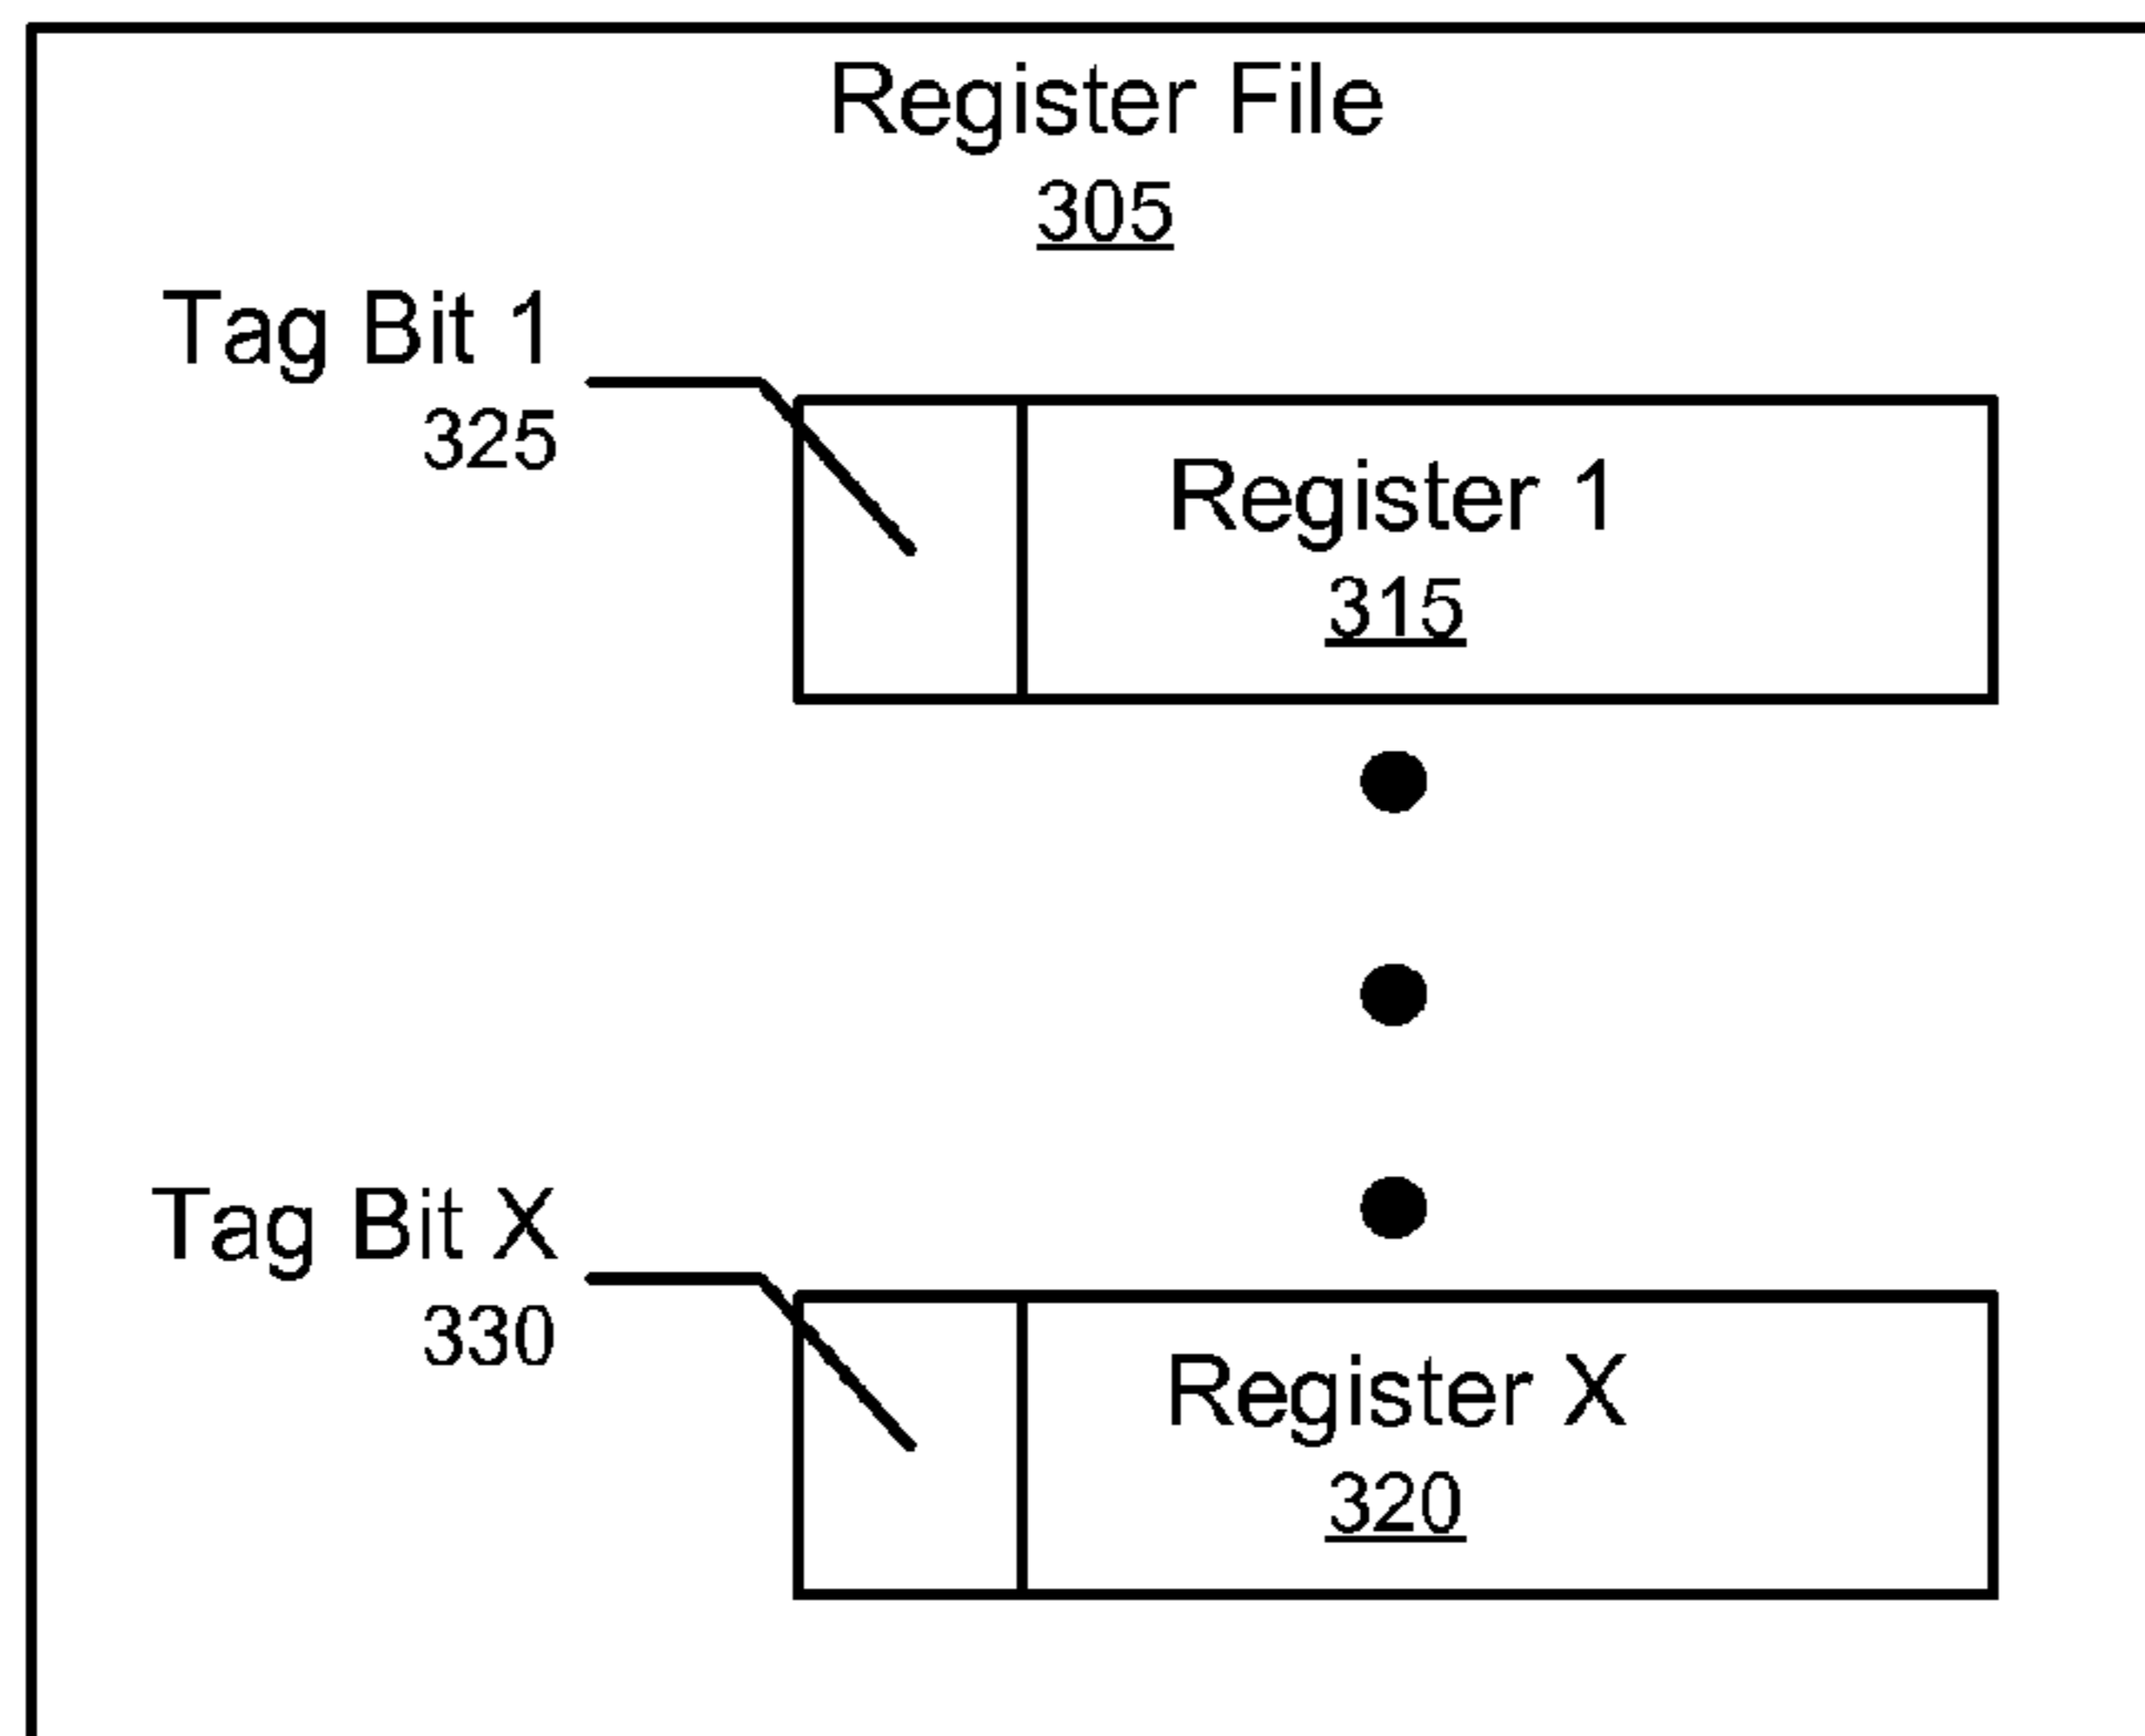 Register File
305
Tag Bit 1
325
Register 1
315
Tag Bit X
330
Register X
320